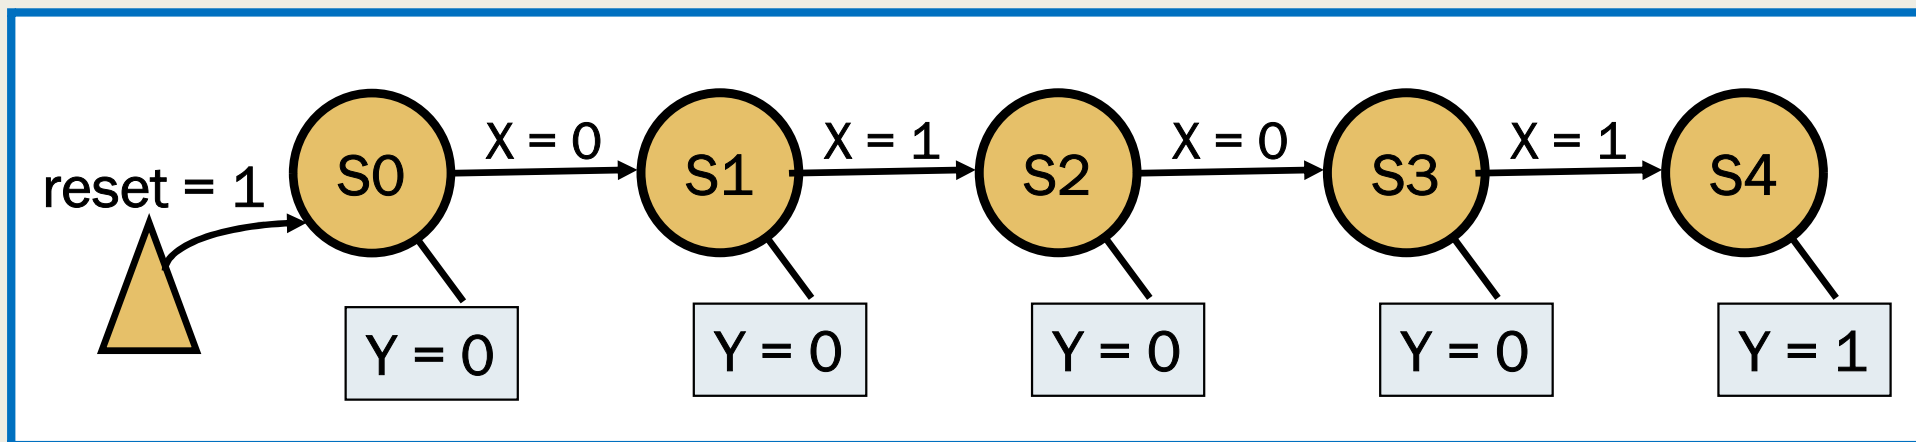 X = 0
X = 1
X = 0
X = 1
reset = 1
S0
S1
S2
S3
S4
Y = 0
Y = 0
Y = 0
Y = 0
Y = 1